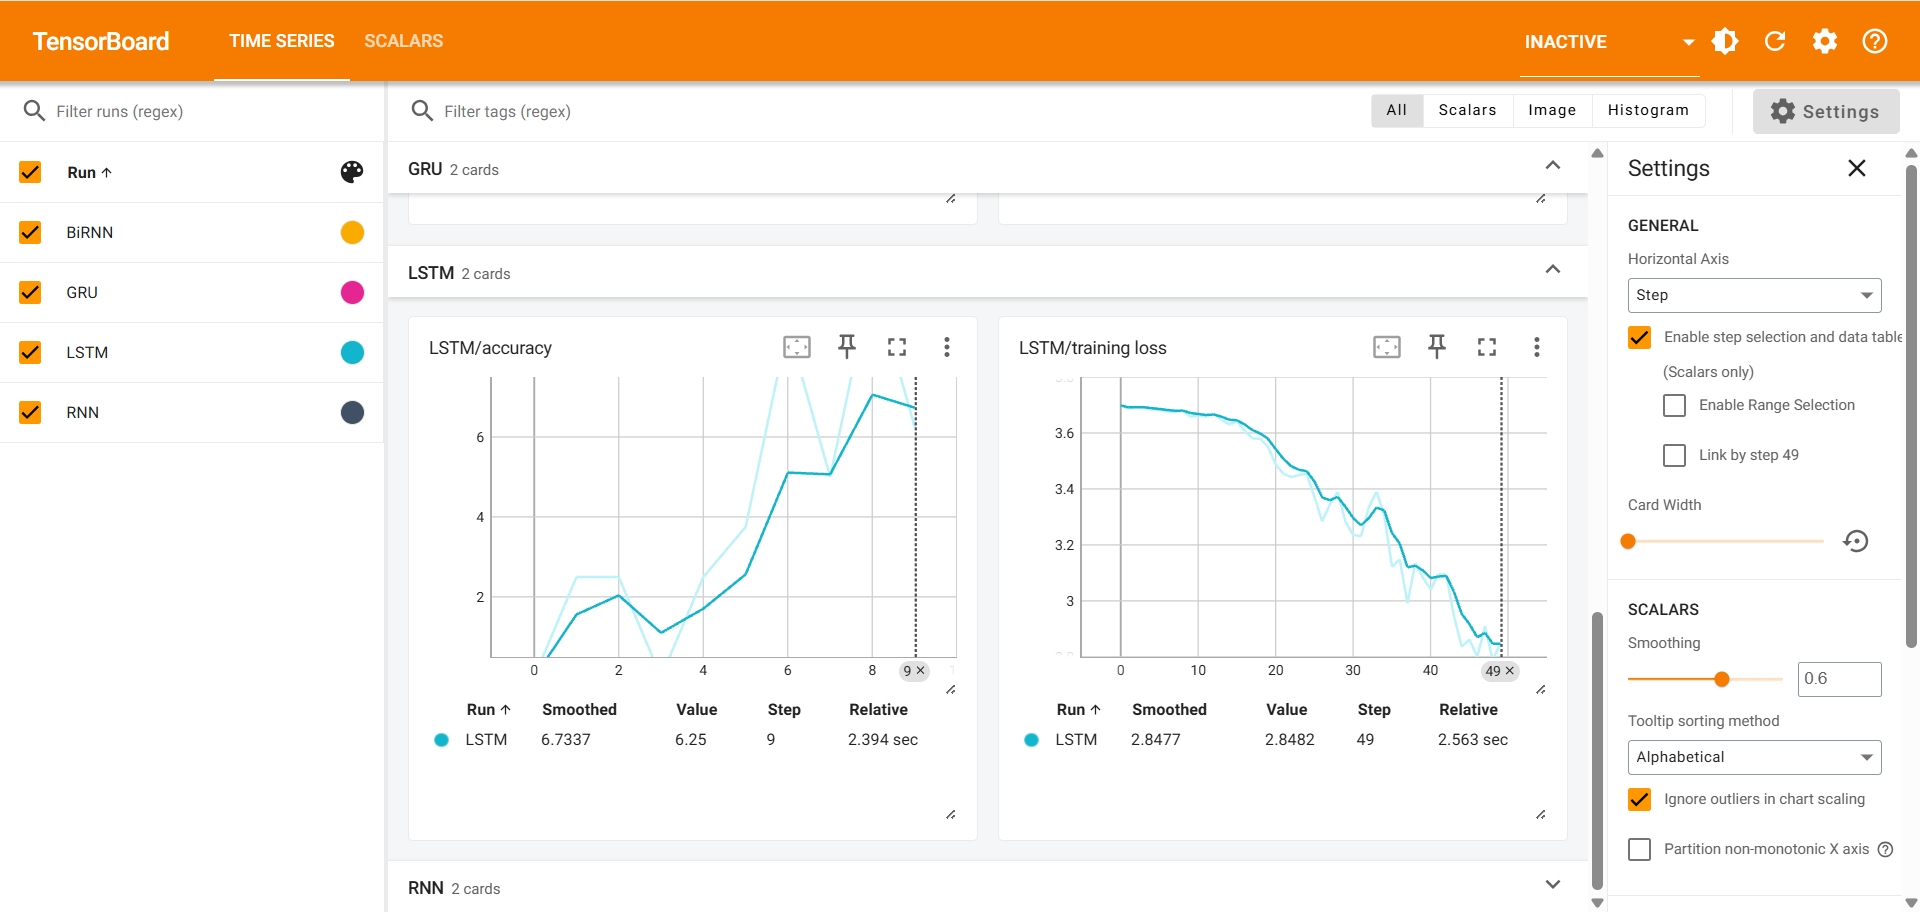 TensorBoard TIME SERIES SCALARS INACTIVE
Filter runs (regex)
Run ↑
BiRNN
GRU
LSTM
RNN
Filter tags (regex) All Scalars Image Histogram Settings
GRU 2 cards
LSTM 2 cards
LSTM/accuracy
6
4
2
0 2 4 6 8 9 ×
Run ↑ Smoothed Value Step Relative
LSTM 6.7337 6.25 9 2.394 sec
LSTM/training loss
3.6
3.4
3.2
3
0 10 20 30 40 49 ×
Run ↑ Smoothed Value Step Relative
LSTM 2.8477 2.8482 49 2.563 sec
RNN 2 cards
Settings
GENERAL
Horizontal Axis
Step
Enable step selection and data table
(Scalars only)
Enable Range Selection
Link by step 49
Card Width
SCALARS
Smoothing
0.6
Tooltip sorting method
Alphabetical
Ignore outliers in chart scaling
Partition non-monotonic X axis